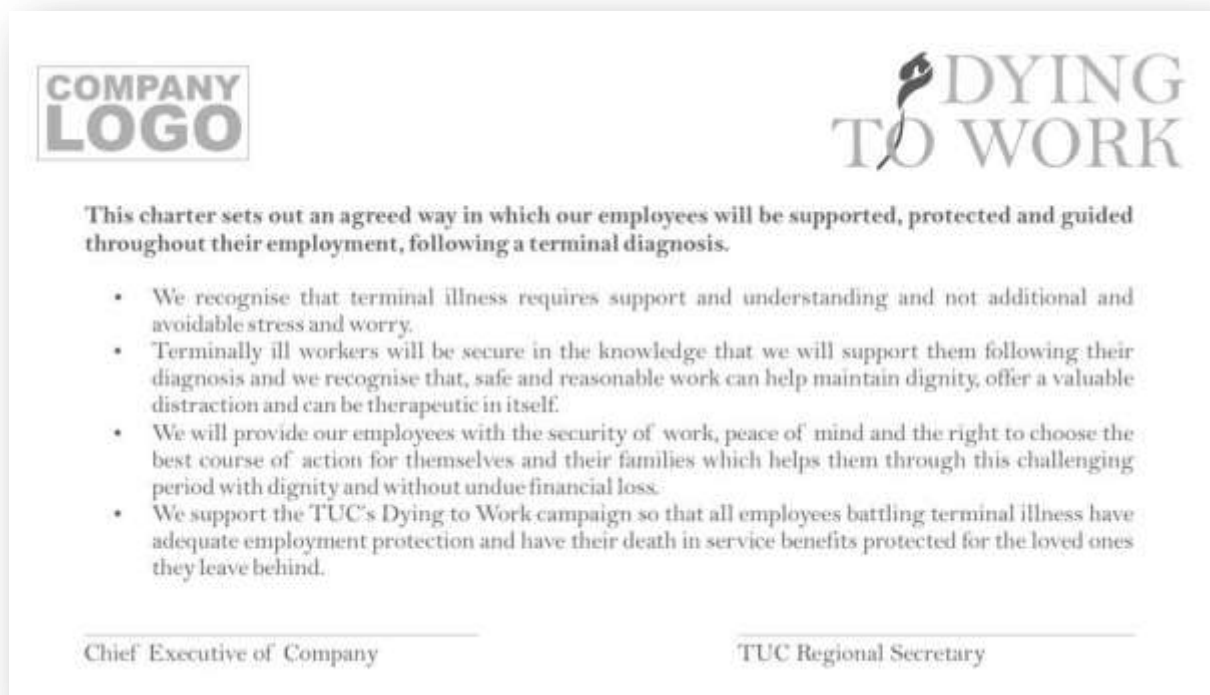 COMPANY
LOGO
DYING
TO WORK
This charter sets out an agreed way in which our employees will be supported, protected and guided
throughout their employment, following a terminal diagnosis.
• We recognise that terminal illness requires support and understanding and not additional and
avoidable stress and worry.
• Terminally ill workers will be secure in the knowledge that we will support them following their
diagnosis and we recognise that, safe and reasonable work can help maintain dignity, offer a valuable
distraction and can be therapeutic in itself.
• We will provide our employees with the security of work, peace of mind and the right to choose the
best course of action for themselves and their families which helps them through this challenging
period with dignity and without undue financial loss.
• We support the TUC's Dying to Work campaign so that all employees battling terminal illness have
adequate employment protection and have their death in service benefits protected for the loved ones
they leave behind.
Chief Executive of Company
TUC Regional Secretary